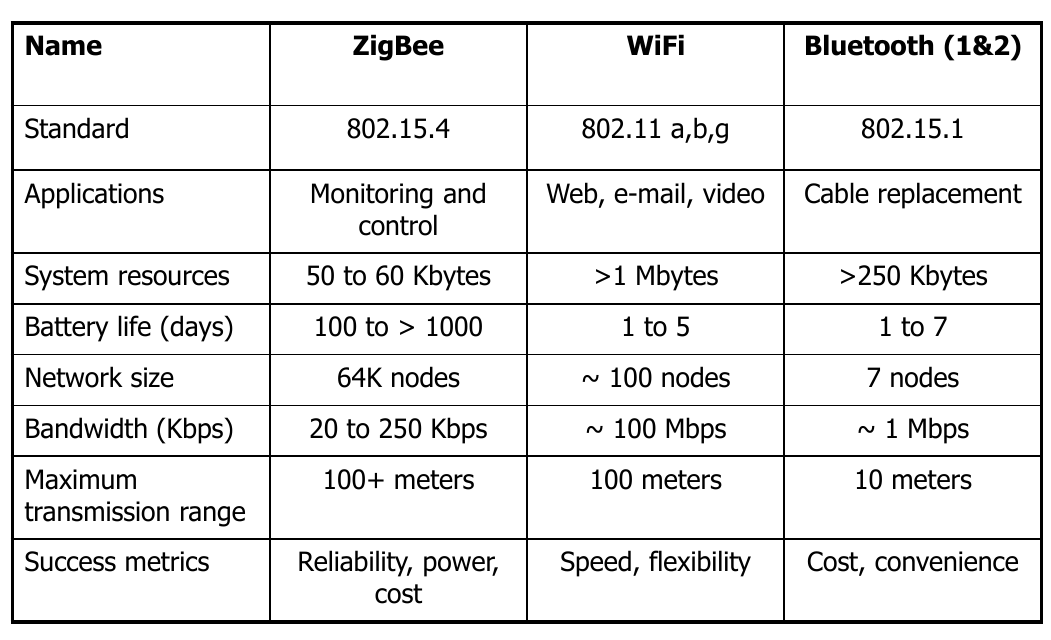 Name ZigBee WiFi Bluetooth (1&2)
Standard 802.15.4 802.11 a,b,g 802.15.1
Applications Monitoring and Web, e-mail, video Cable replacement
control
System resources 50 to 60 Kbytes >1 Mbytes >250 Kbytes
Battery life (days) 100 to > 1000 1 to 5 1 to 7
Network size 64K nodes ~ 100 nodes 7 nodes
Bandwidth (Kbps) 20 to 250 Kbps ~ 100 Mbps ~ 1 Mbps
Maximum 100+ meters 100 meters 10 meters
transmission range
Success metrics Reliability, power, Speed, flexibility Cost, convenience
cost